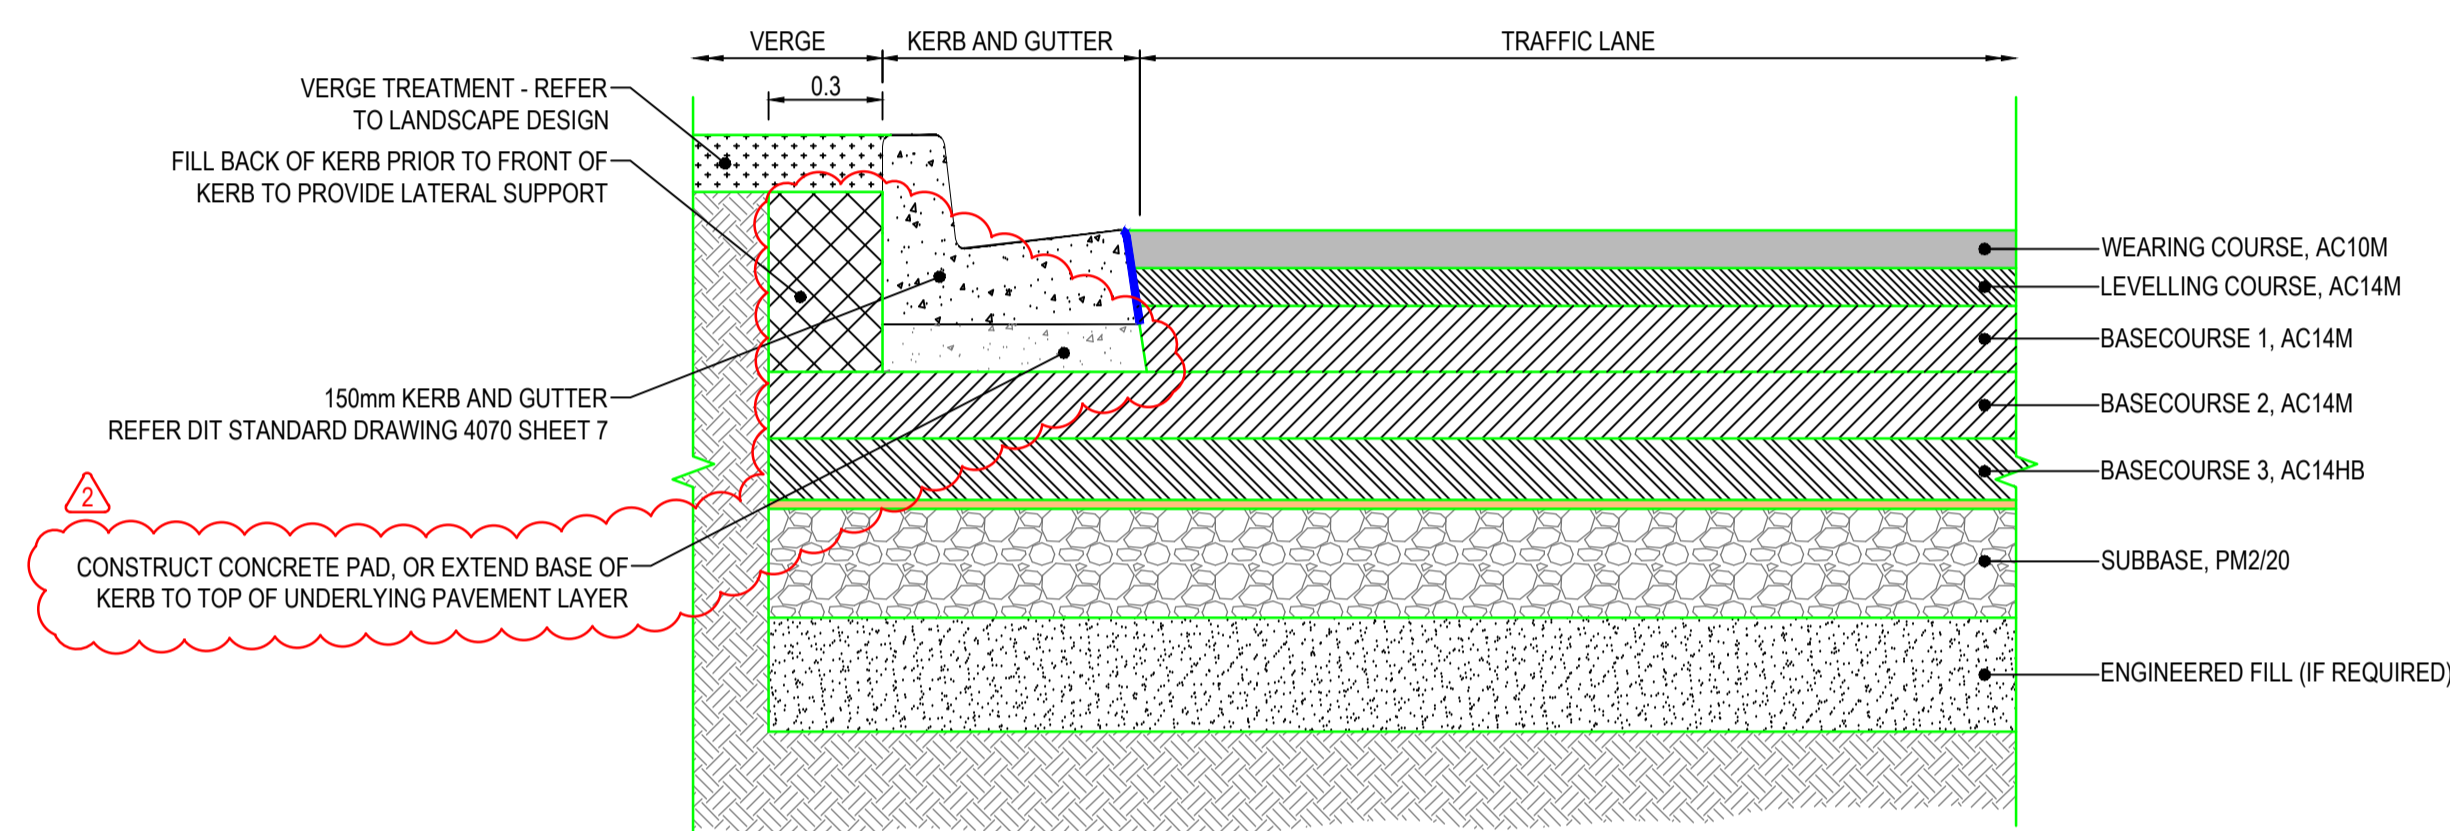 VERGE
KERB AND GUTTER
TRAFFIC LANE
0.3
VERGE TREATMENT - REFER
TO LANDSCAPE DESIGN
FILL BACK OF KERB PRIOR TO FRONT OF
KERB TO PROVIDE LATERAL SUPPORT
150mm KERB AND GUTTER
REFER DIT STANDARD DRAWING 4070 SHEET 7
2
CONSTRUCT CONCRETE PAD, OR EXTEND BASE OF
KERB TO TOP OF UNDERLYING PAVEMENT LAYER
WEARING COURSE, AC10M
LEVELLING COURSE, AC14M
BASECOURSE 1, AC14M
BASECOURSE 2, AC14M
BASECOURSE 3, AC14HB
SUBBASE, PM2/20
ENGINEERED FILL (IF REQUIRED)